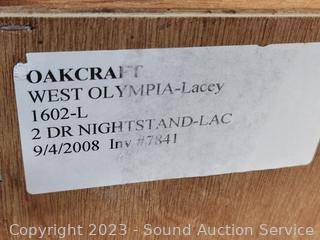 OAKCRAFT
WEST OLYMPIA-Lacey
1602-L
2 DR NIGHTSTAND-LAC
9/4/2008 Inv #7841
Copyright 2023 - Sound Auction Service